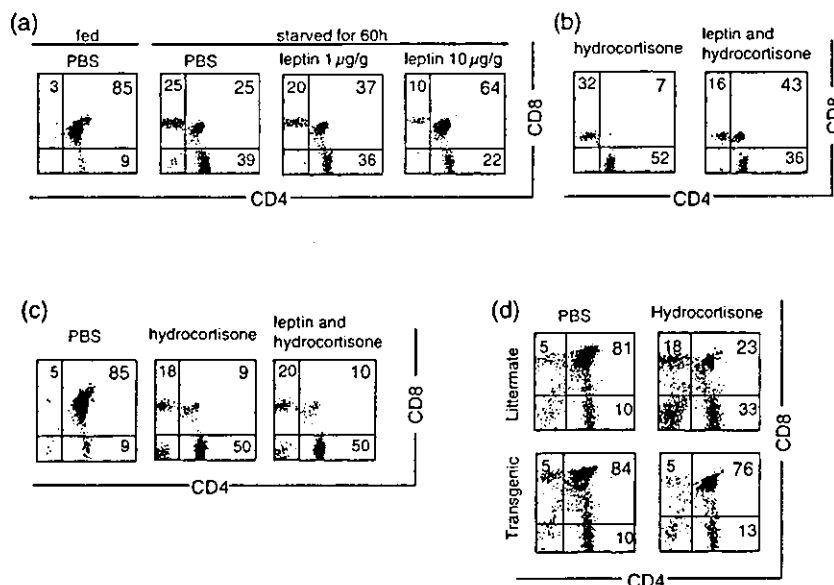 (a)
fed
starved for 60h
PBS
PBS
leptin 1 µg/g
leptin 10 µg/g
3 85
9
25 25
39
20 37
36
10 64
22
CD8
CD4
(b)
hydrocortisone
leptin and
hydrocortisone
32 7
52
16 43
36
CD8
CD4
(c)
PBS
hydrocortisone
leptin and
hydrocortisone
5 85
9
18 9
50
20 10
50
CD8
CD4
(d)
PBS
Hydrocortisone
Littermate
5 81
10
18 23
33
Transgenic
5 84
10
5 76
13
CD8
CD4